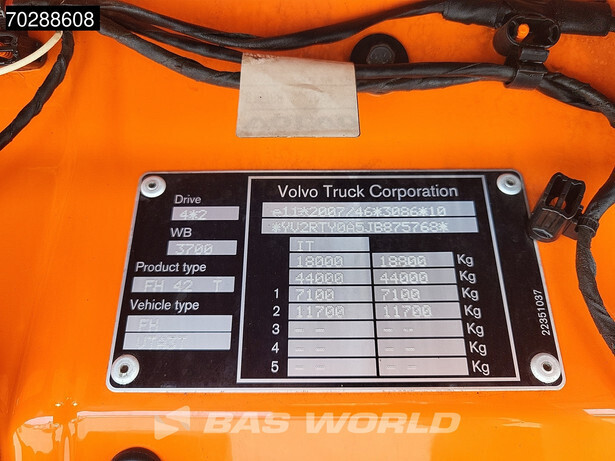 70288608
Volvo Truck Corporation
Drive
4*2
WB
3700
Product type
FH 42 T
Vehicle type
FH
e11*2007/46*3086*10
*YV2RTY0A5JB875768*
IT
18000 18800 Kg
44000 44000 Kg
1 7100 7100 Kg
2 11700 11700 Kg
3 -- -- Kg
4 -- -- Kg
5 -- -- Kg
22351037
BAS WORLD